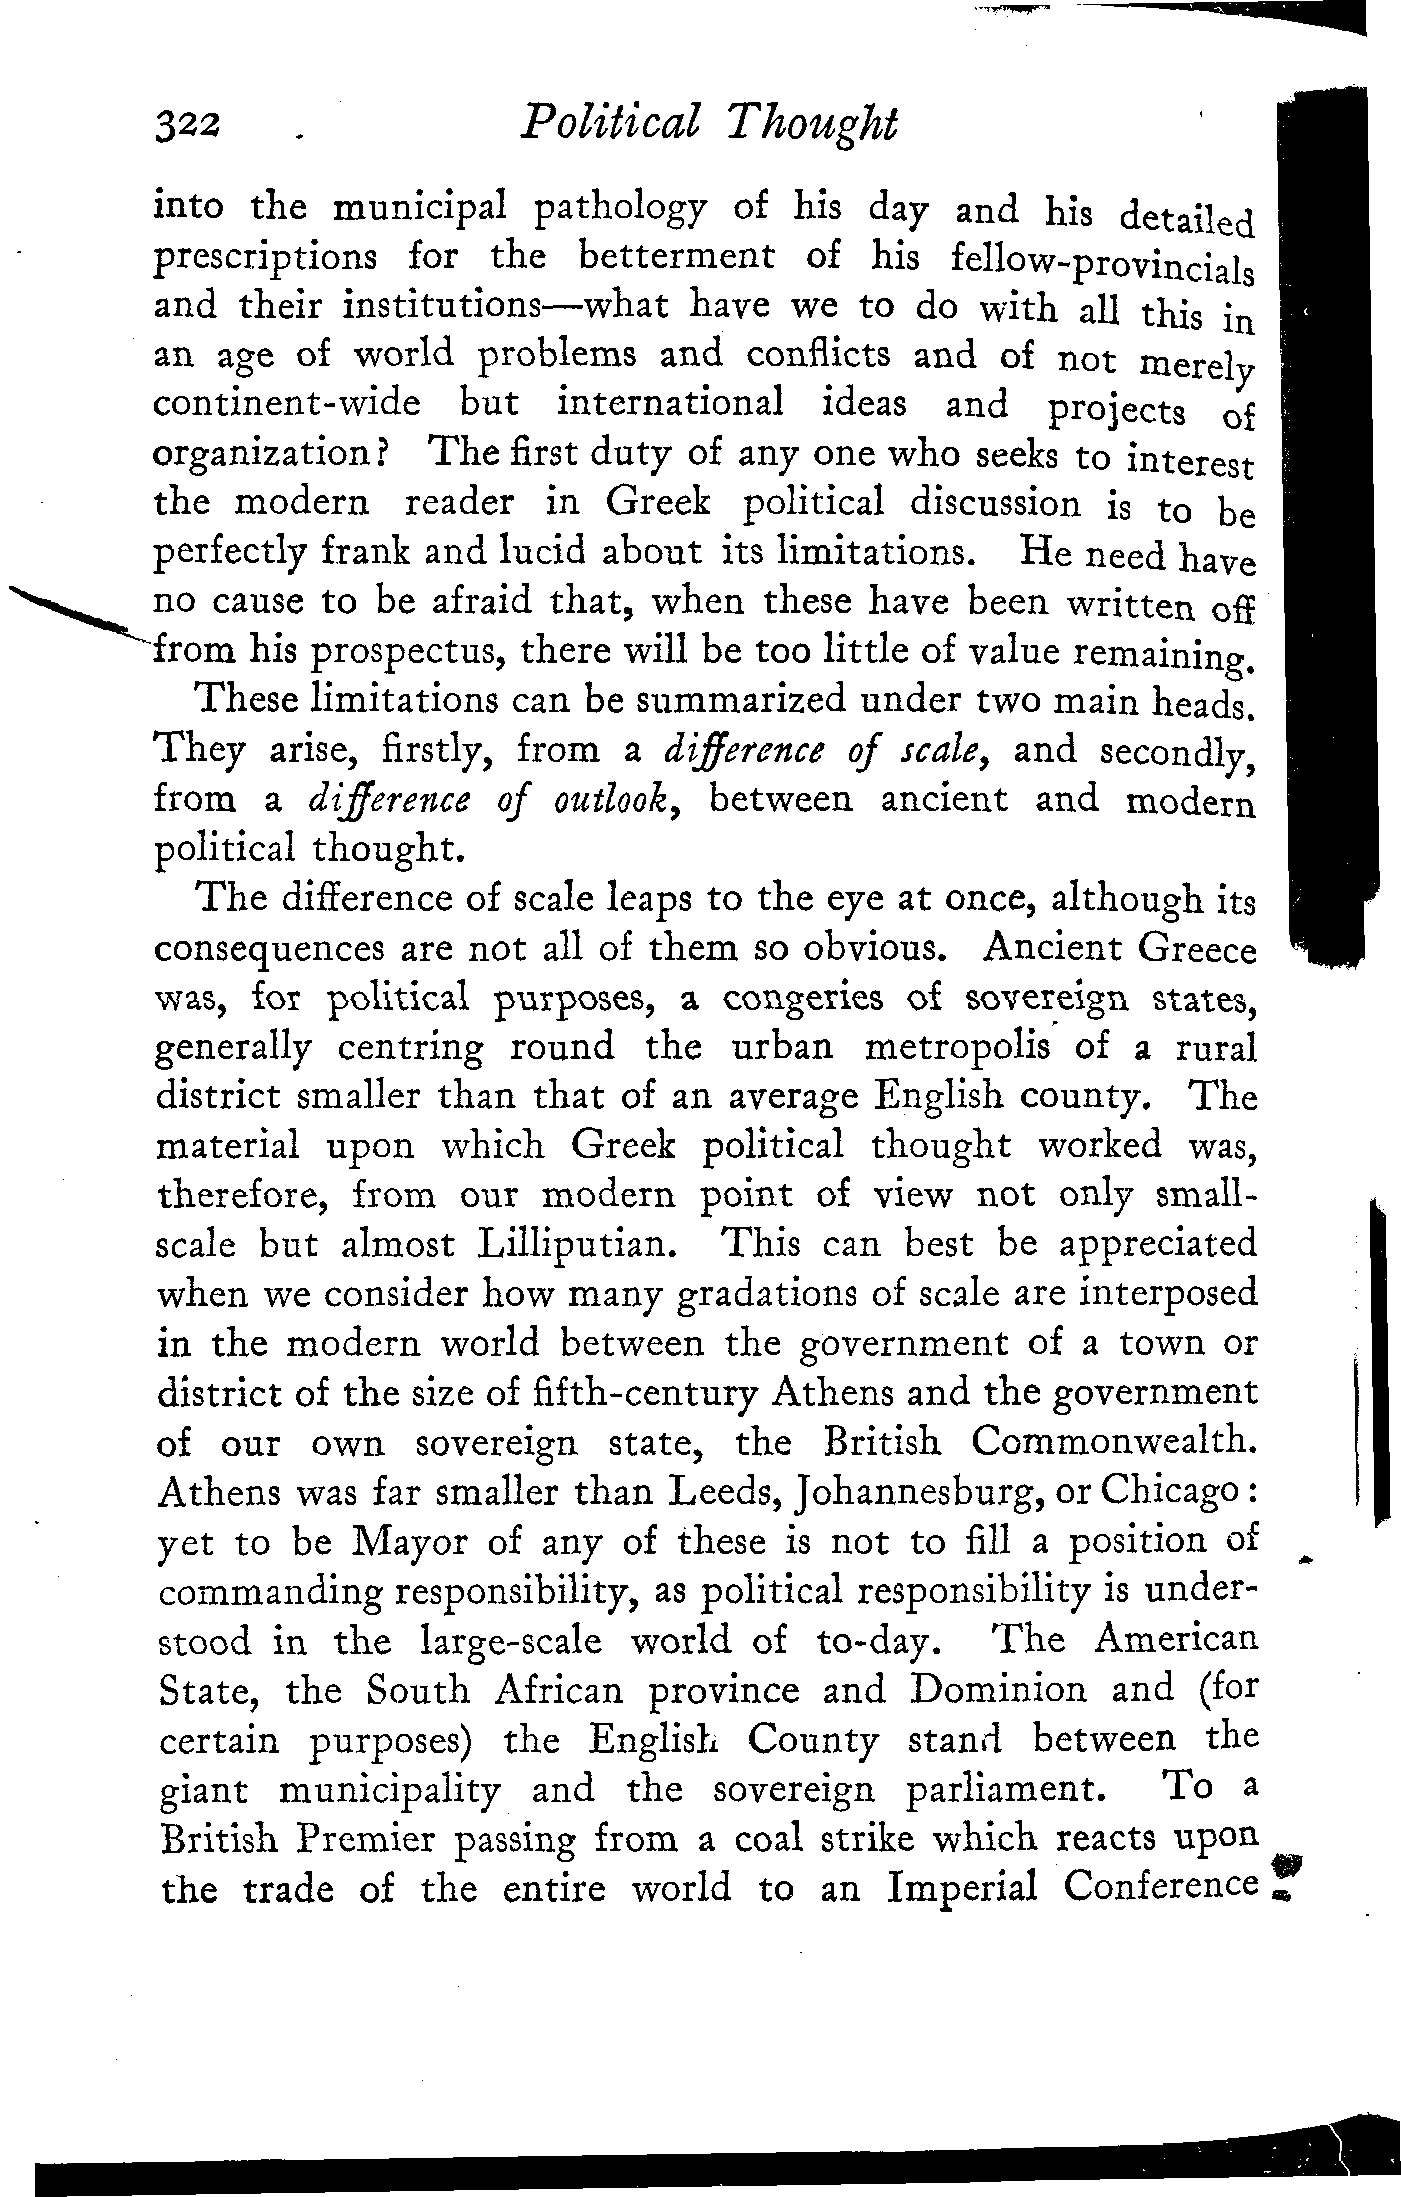 322 Political Thought
into the municipal pathology of his day and his detailed
prescriptions for the betterment of his fellow-provincials
and their institutions—what have we to do with all this in
an age of world problems and conflicts and of not merely
continent-wide but international ideas and projects of
organization? The first duty of any one who seeks to interest
the modern reader in Greek political discussion is to be
perfectly frank and lucid about its limitations. He need have
no cause to be afraid that, when these have been written off
from his prospectus, there will be too little of value remaining.
These limitations can be summarized under two main heads.
They arise, firstly, from a difference of scale, and secondly,
from a difference of outlook, between ancient and modern
political thought.
The difference of scale leaps to the eye at once, although its
consequences are not all of them so obvious. Ancient Greece
was, for political purposes, a congeries of sovereign states,
generally centring round the urban metropolis of a rural
district smaller than that of an average English county. The
material upon which Greek political thought worked was,
therefore, from our modern point of view not only small-
scale but almost Lilliputian. This can best be appreciated
when we consider how many gradations of scale are interposed
in the modern world between the government of a town or
district of the size of fifth-century Athens and the government
of our own sovereign state, the British Commonwealth.
Athens was far smaller than Leeds, Johannesburg, or Chicago:
yet to be Mayor of any of these is not to fill a position of
commanding responsibility, as political responsibility is under-
stood in the large-scale world of to-day. The American
State, the South African province and Dominion and (for
certain purposes) the English County stand between the
giant municipality and the sovereign parliament. To a
British Premier passing from a coal strike which reacts upon
the trade of the entire world to an Imperial Conference